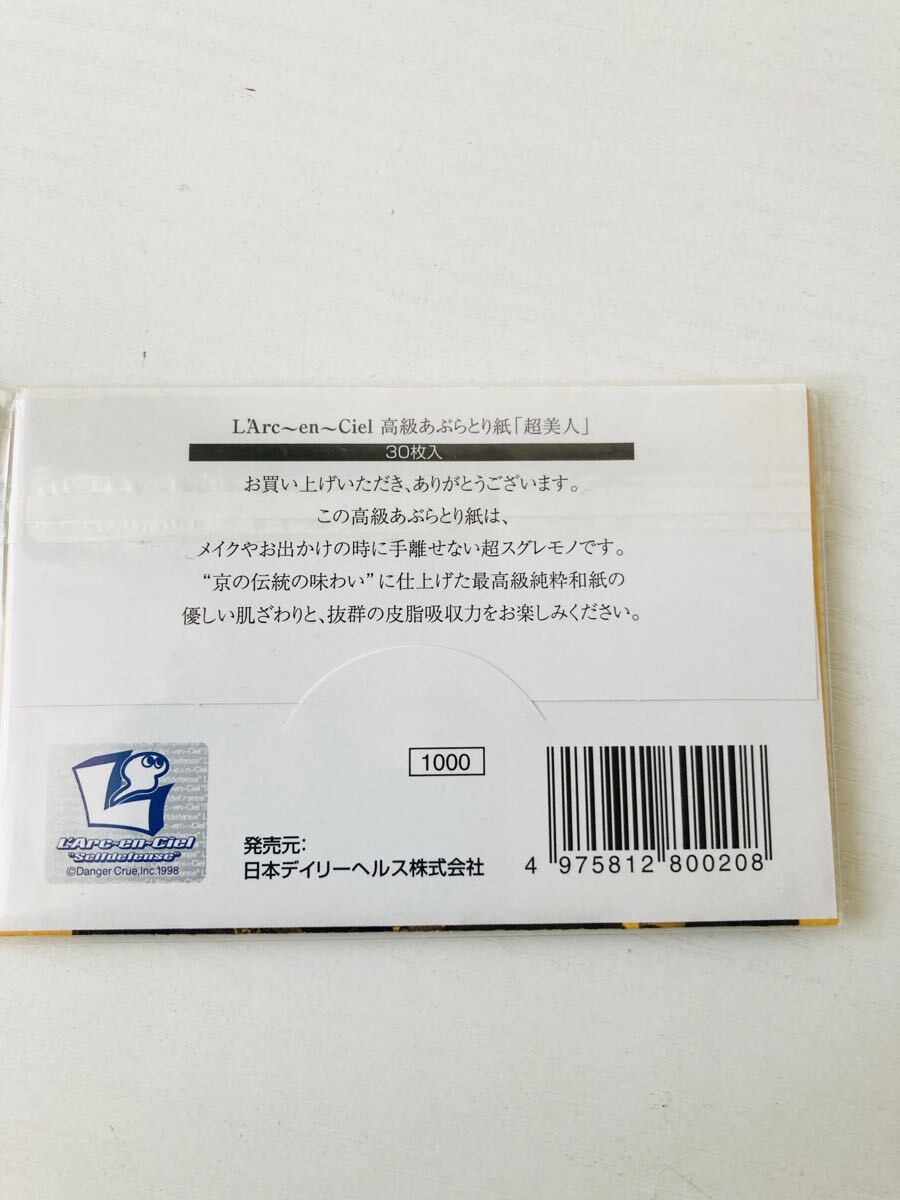 L'Arc〜en〜Ciel 高級あぶらとり紙「超美人」
30枚入
お買い上げいただき、ありがとうございます。
この高級あぶらとり紙は、
メイクやお出かけの時に手離せない超スグレモノです。
“京の伝統の味わい”に仕上げた最高級純粋和紙の
優しい肌ざわりと、抜群の皮脂吸収力をお楽しみください。
1000
発売元:
日本デイリーヘルス株式会社
4 975812 800208
L'Arc~en~Ciel
"Selfdefense"
©Danger Crue,Inc.1998